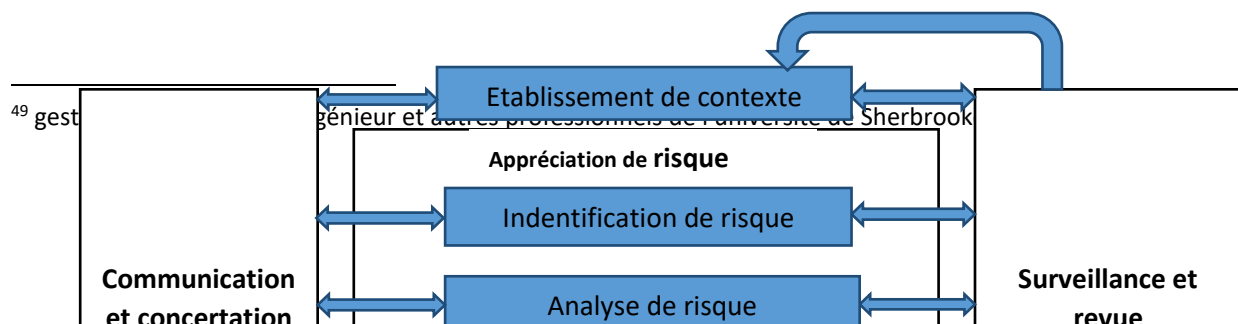 Etablissement de contexte
⁴⁹ gest génieur et autres professionnels de l'université de Sherbrook
Appréciation de risque
Indentification de risque
Communication
et concertation
Analyse de risque
Surveillance et
revue